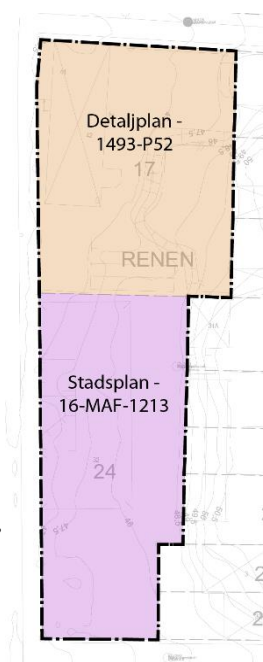 Detaljplan -
1493-P52
17
RENEN
Stadsplan -
16-MAF-1213
24